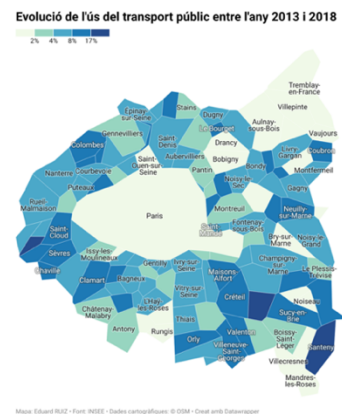 Evolució de l'ús del transport públic entre l'any 2013 i 2018
2% 4% 8% 17%
Tremblay-
en-France
Villepinte
Stains
Épinay-
sur-Seine
Dugny
Le Bourget
Aulnay-
sous-Bois
Vaujours
Gennevilliers
Saint-
Denis
Drancy
Colombes
Livry-
Gargan
Coubron
Aubervilliers
Bobigny
Saint-
Ouen-sur-
Seine
Nanterre
Courbevoie
Pantin
Bondy
Montfermeil
Puteaux
Noisy-le-
Sec
Gagny
Rueil-
Malmaison
Paris
Montreuil
Neuilly-
sur-Marne
Saint-
Cloud
Saint-
Mandé
Fontenay-
sous-Bois
Bry-sur-
Marne
Noisy-le-
Grand
Sèvres
Issy-les-
Moulineaux
Gentilly
Ivry-sur-
Seine
Champigny-
sur-
Marne
Chaville
Maisons-
Alfort
Le Plessis-
Trévise
Clamart
Bagneux
Vitry-sur-
Seine
Créteil
Noiseau
L'Haÿ-
les-Roses
Châtenay-
Malabry
Sucy-en-
Brie
Thiais
Antony
Rungis
Orly
Valenton
Boissy-
Saint-
Léger
Santeny
Villeneuve-
Saint-
Georges
Villecresnes
Mandres-
les-Roses
Mapa: Eduard RUIZ • Font: INSEE • Dades cartogràfiques: © OSM • Creat amb Datawrapper